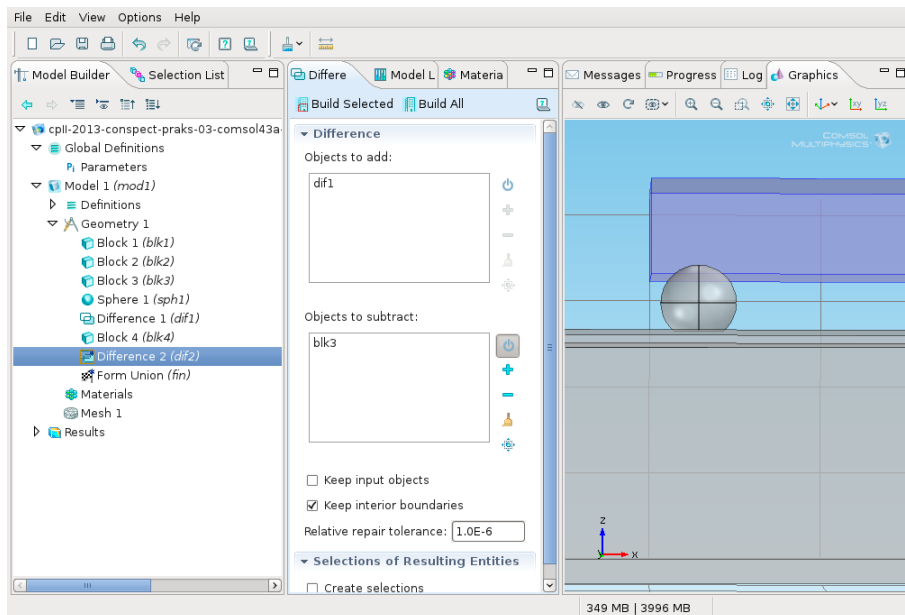 File Edit View Options Help
Model Builder
Selection List
cpII-2013-conspect-praks-03-comsol43a-
Global Definitions
Pi Parameters
Model 1 (mod1)
Definitions
Geometry 1
Block 1 (blk1)
Block 2 (blk2)
Block 3 (blk3)
Sphere 1 (sph1)
Difference 1 (dif1)
Block 4 (blk4)
Difference 2 (dif2)
Form Union (fin)
Materials
Mesh 1
Results
Differe
Model L
Materia
Build Selected
Build All
Difference
Objects to add:
dif1
Objects to subtract:
blk3
Keep input objects
Keep interior boundaries
Relative repair tolerance: 1.0E-6
Selections of Resulting Entities
Create selections
Messages
Progress
Log
Graphics
xy
yz
COMSOL
MULTIPHYSICS
z
y
x
349 MB | 3996 MB